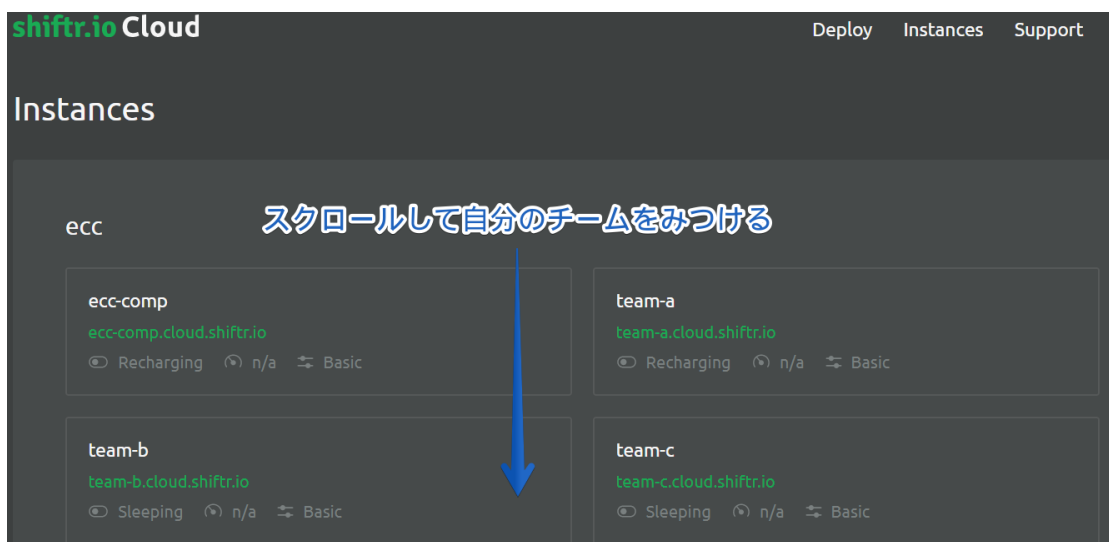 shiftr.io Cloud
Deploy Instances Support
Instances
スクロールして自分のチームをみつける
ecc
ecc-comp
ecc-comp.cloud.shiftr.io
Recharging n/a Basic
team-a
team-a.cloud.shiftr.io
Recharging n/a Basic
team-b
team-b.cloud.shiftr.io
Sleeping n/a Basic
team-c
team-c.cloud.shiftr.io
Sleeping n/a Basic